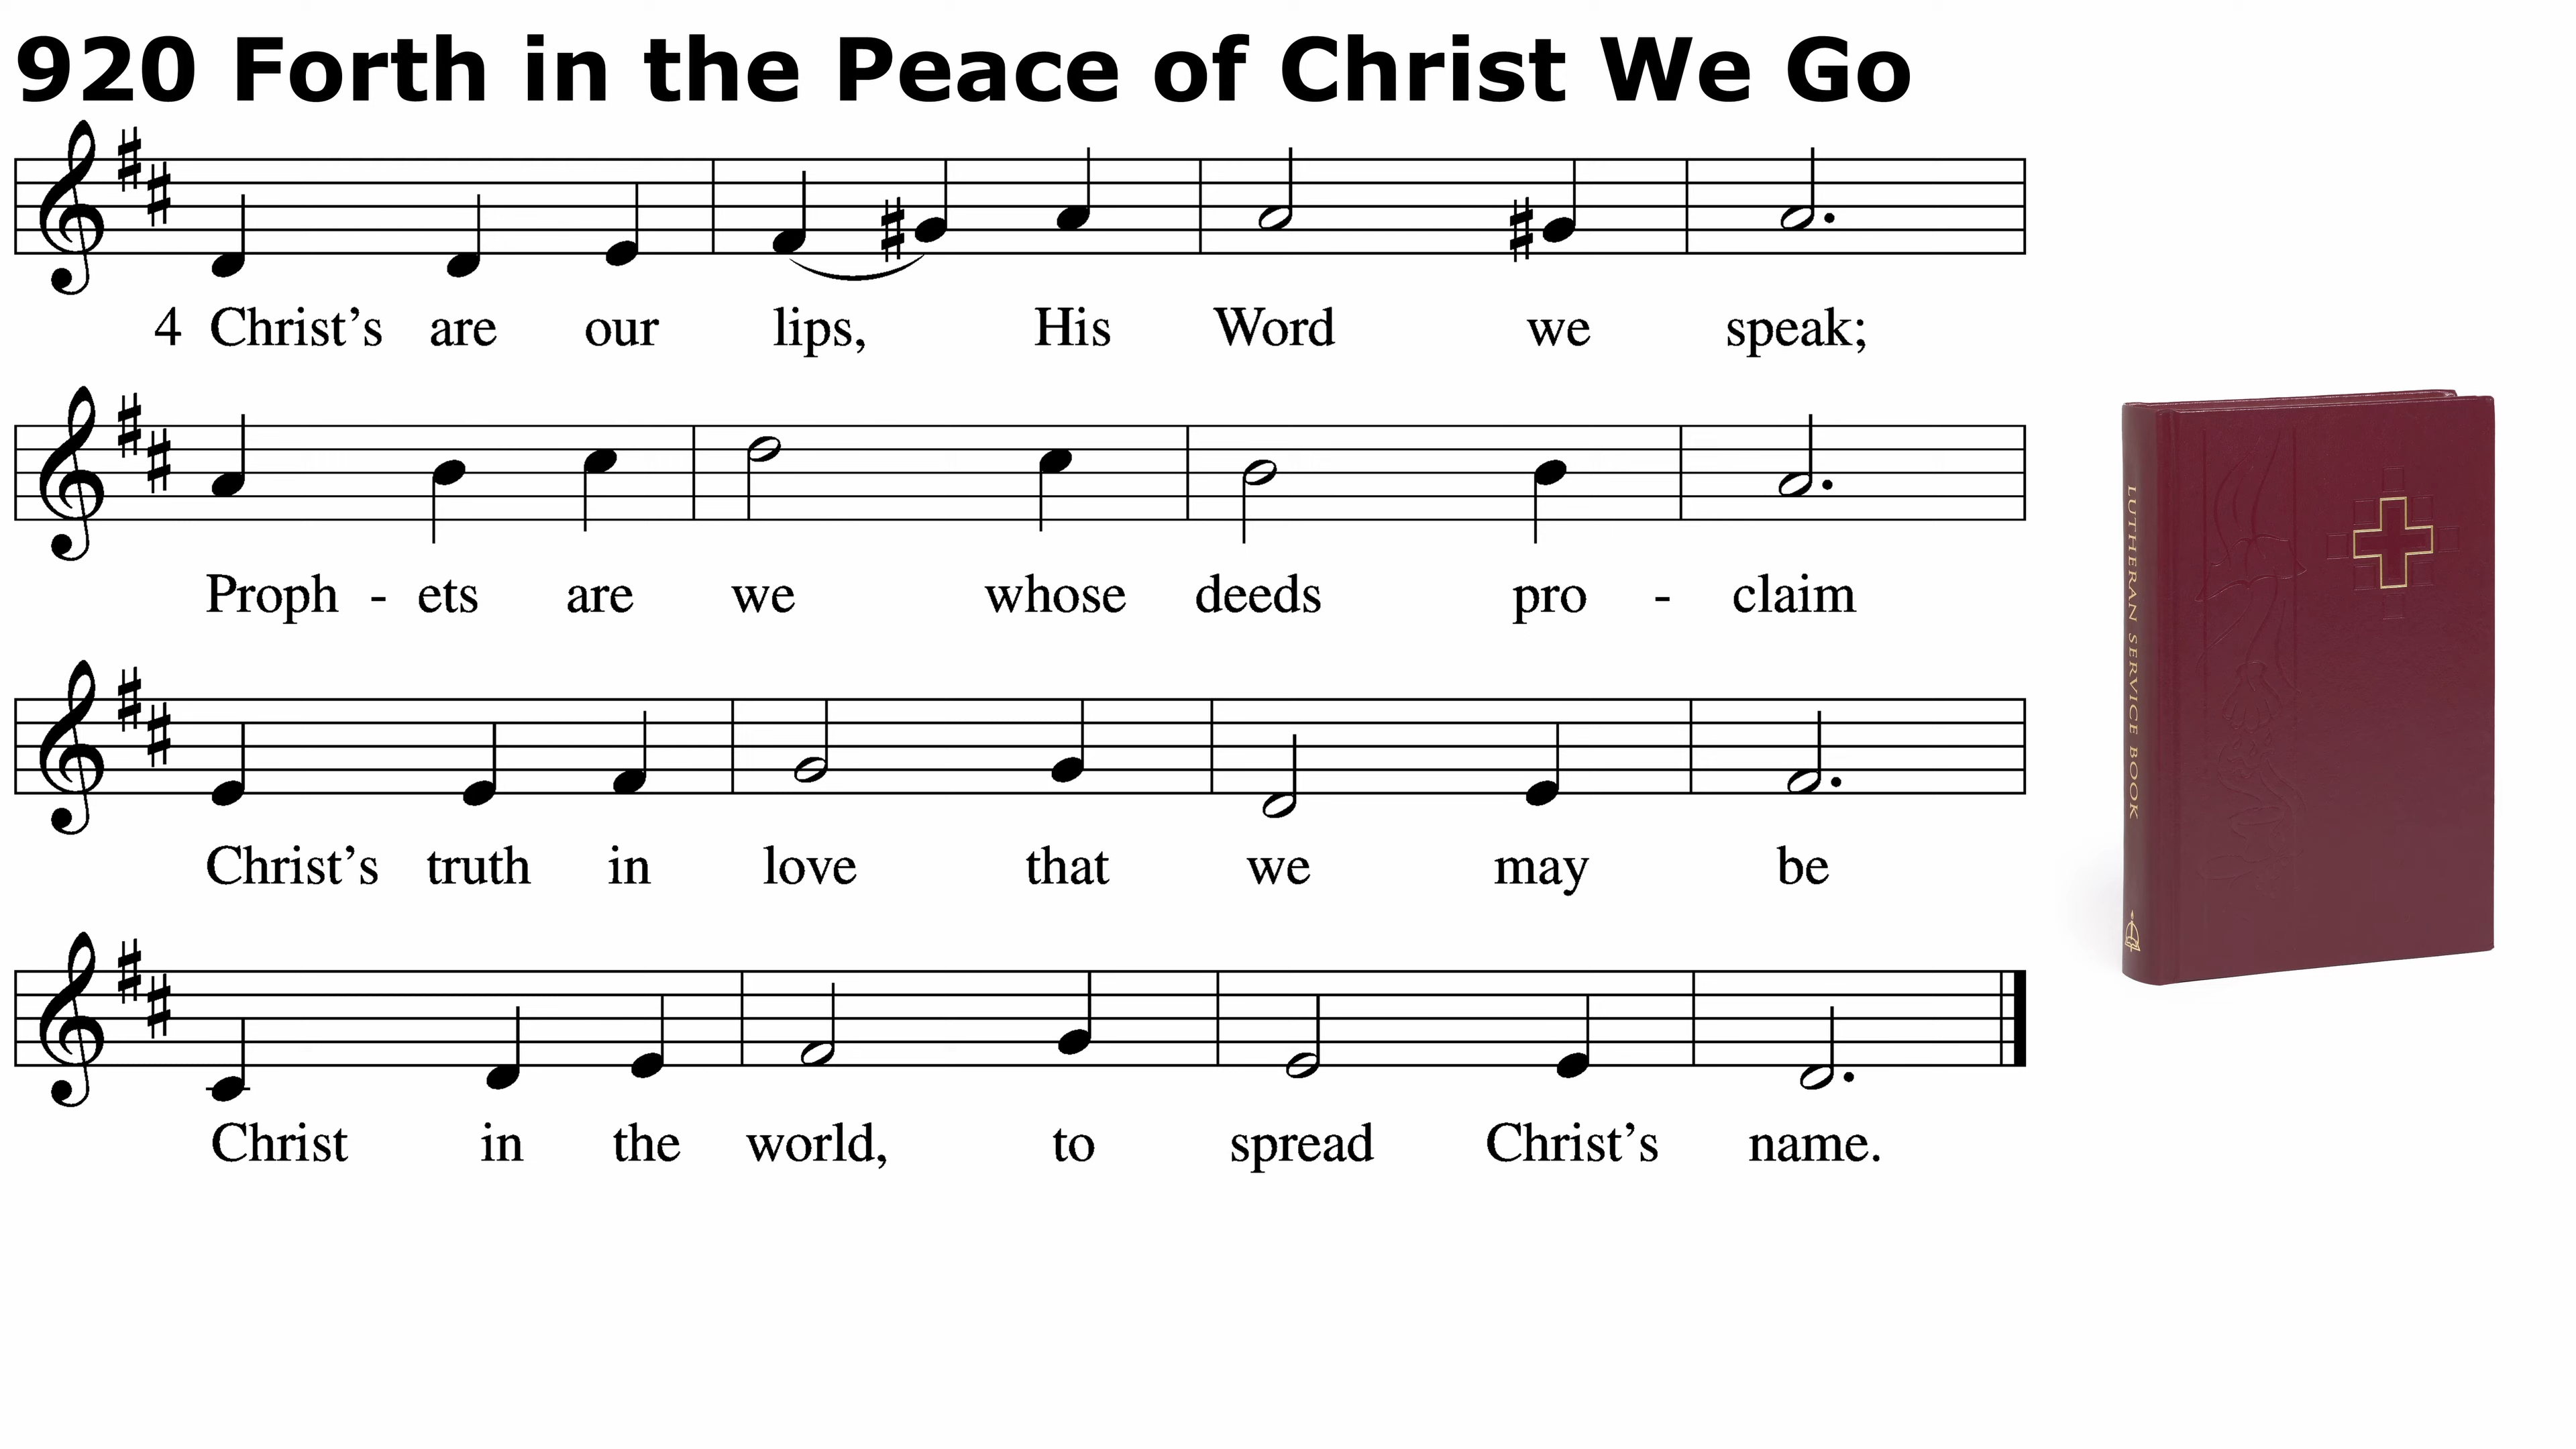 920 Forth in the Peace of Christ We Go
4 Christ’s are our lips, His Word we speak;
Proph - ets are we whose deeds pro - claim
Christ’s truth in love that we may be
Christ in the world, to spread Christ’s name.
LUTHERAN SERVICE BOOK